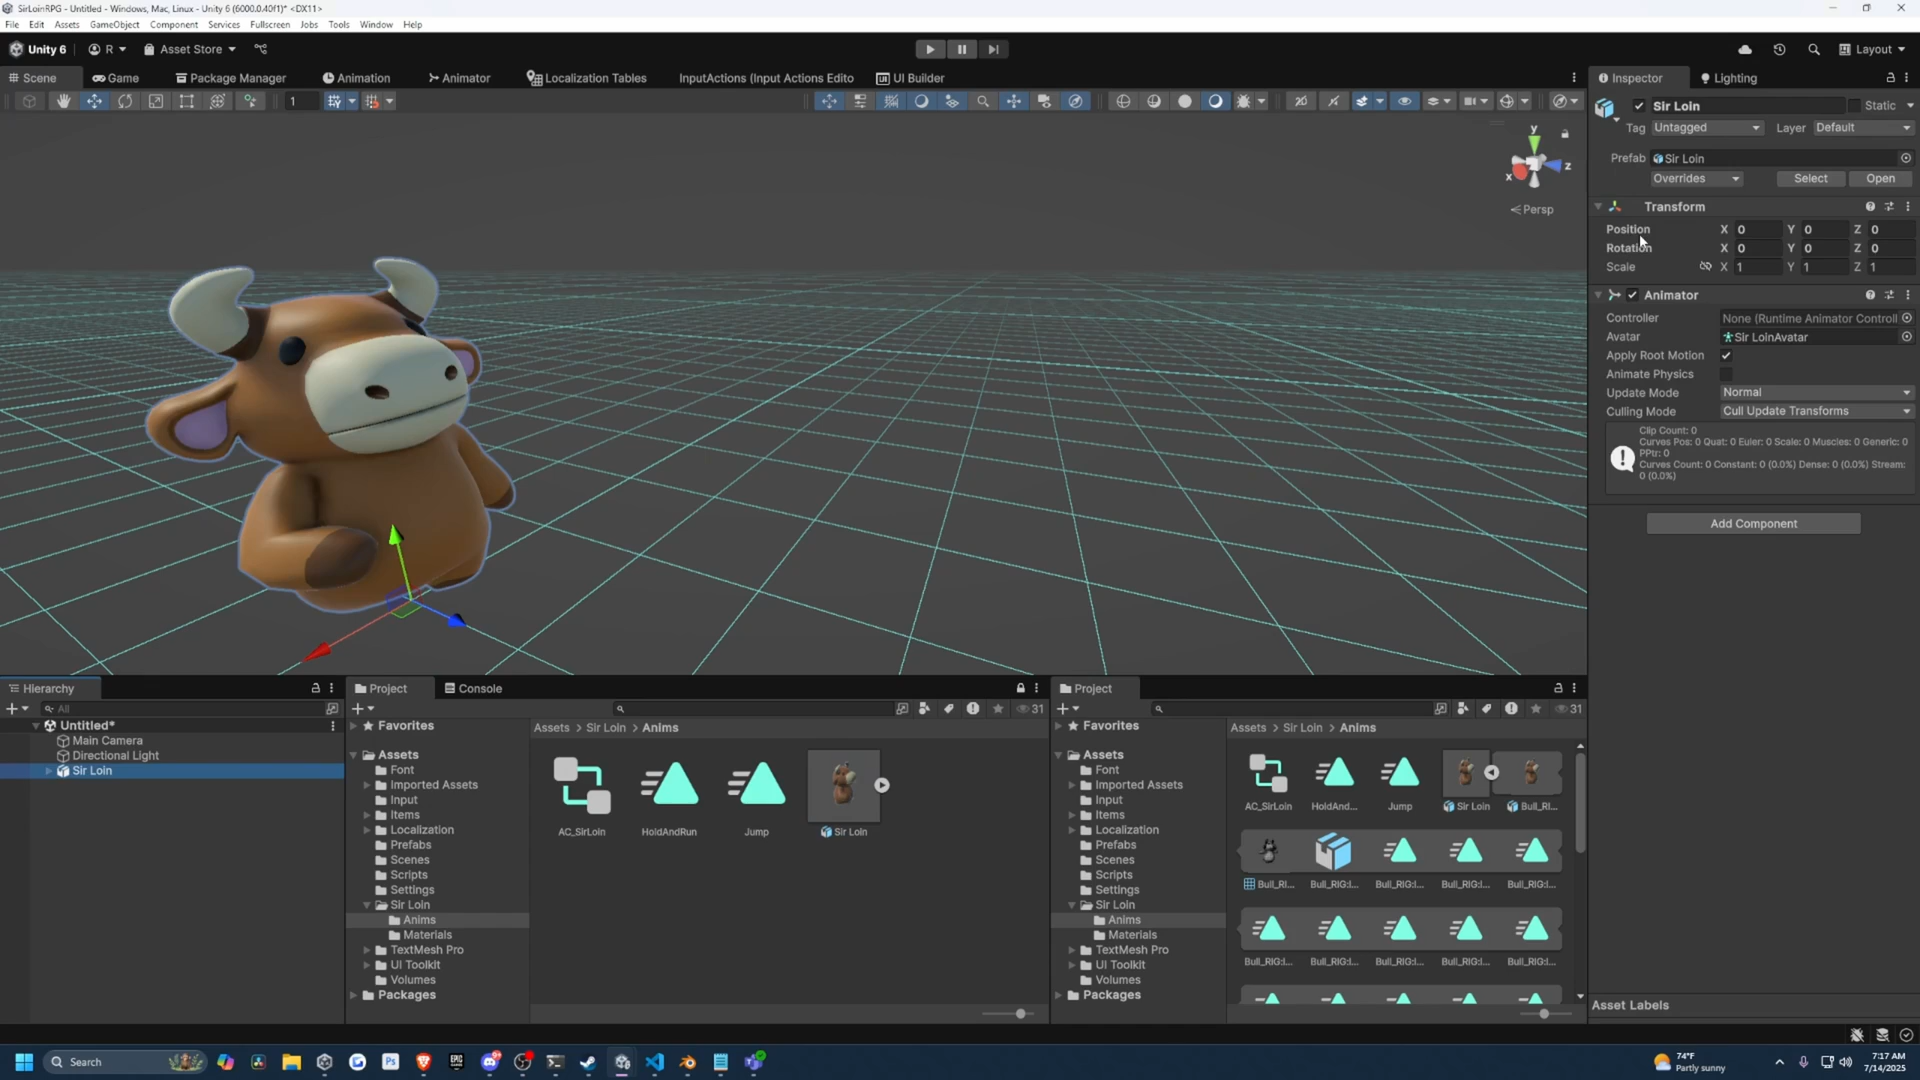 SirLoinRPG - Untitled - Windows, Mac, Linux - Unity 6 (6000.0.40f1)* <DX11>
File Edit Assets GameObject Component Services Fullscreen Jobs Tools Window Help
Unity 6 R Asset Store Layout
Scene Game Package Manager Animation Animator Localization Tables InputActions (Input Actions Edito UI Builder
1
y
x
z
Persp
Inspector Lighting
Sir Loin Static
Tag Untagged Layer Default
Prefab Sir Loin
Overrides Select Open
Transform
Position X 0 Y 0 Z 0
Rotation X 0 Y 0 Z 0
Scale X 1 Y 1 Z 1
Animator
Controller None (Runtime Animator Controll
Avatar Sir LoinAvatar
Apply Root Motion
Animate Physics
Update Mode Normal
Culling Mode Cull Update Transforms
Clip Count: 0
Curves Pos: 0 Quat: 0 Euler: 0 Scale: 0 Muscles: 0 Generic: 0
PPtr: 0
Curves Count: 0 Constant: 0 (0.0%) Dense: 0 (0.0%) Stream:
0 (0.0%)
Add Component
Asset Labels
Hierarchy
All
Untitled*
Main Camera
Directional Light
Sir Loin
Project Console
31
Favorites
Assets
Font
Imported Assets
Input
Items
Localization
Prefabs
Scenes
Scripts
Settings
Sir Loin
Anims
Materials
TextMesh Pro
UI Toolkit
Volumes
Packages
Assets > Sir Loin > Anims
AC_SirLoin HoldAndRun Jump Sir Loin
Project
31
Favorites
Assets
Font
Imported Assets
Input
Items
Localization
Prefabs
Scenes
Scripts
Settings
Sir Loin
Anims
Materials
TextMesh Pro
UI Toolkit
Volumes
Packages
Assets > Sir Loin > Anims
AC_SirLoin HoldAnd... Jump Sir Loin Bull_RI...
Bull_RI... Bull_RIG:I... Bull_RIG:I... Bull_RIG:I... Bull_RIG:I...
Bull_RIG:I... Bull_RIG:I... Bull_RIG:I... Bull_RIG:I... Bull_RIG:I...
Search
74°F
Partly sunny
7:17 AM
7/14/2025